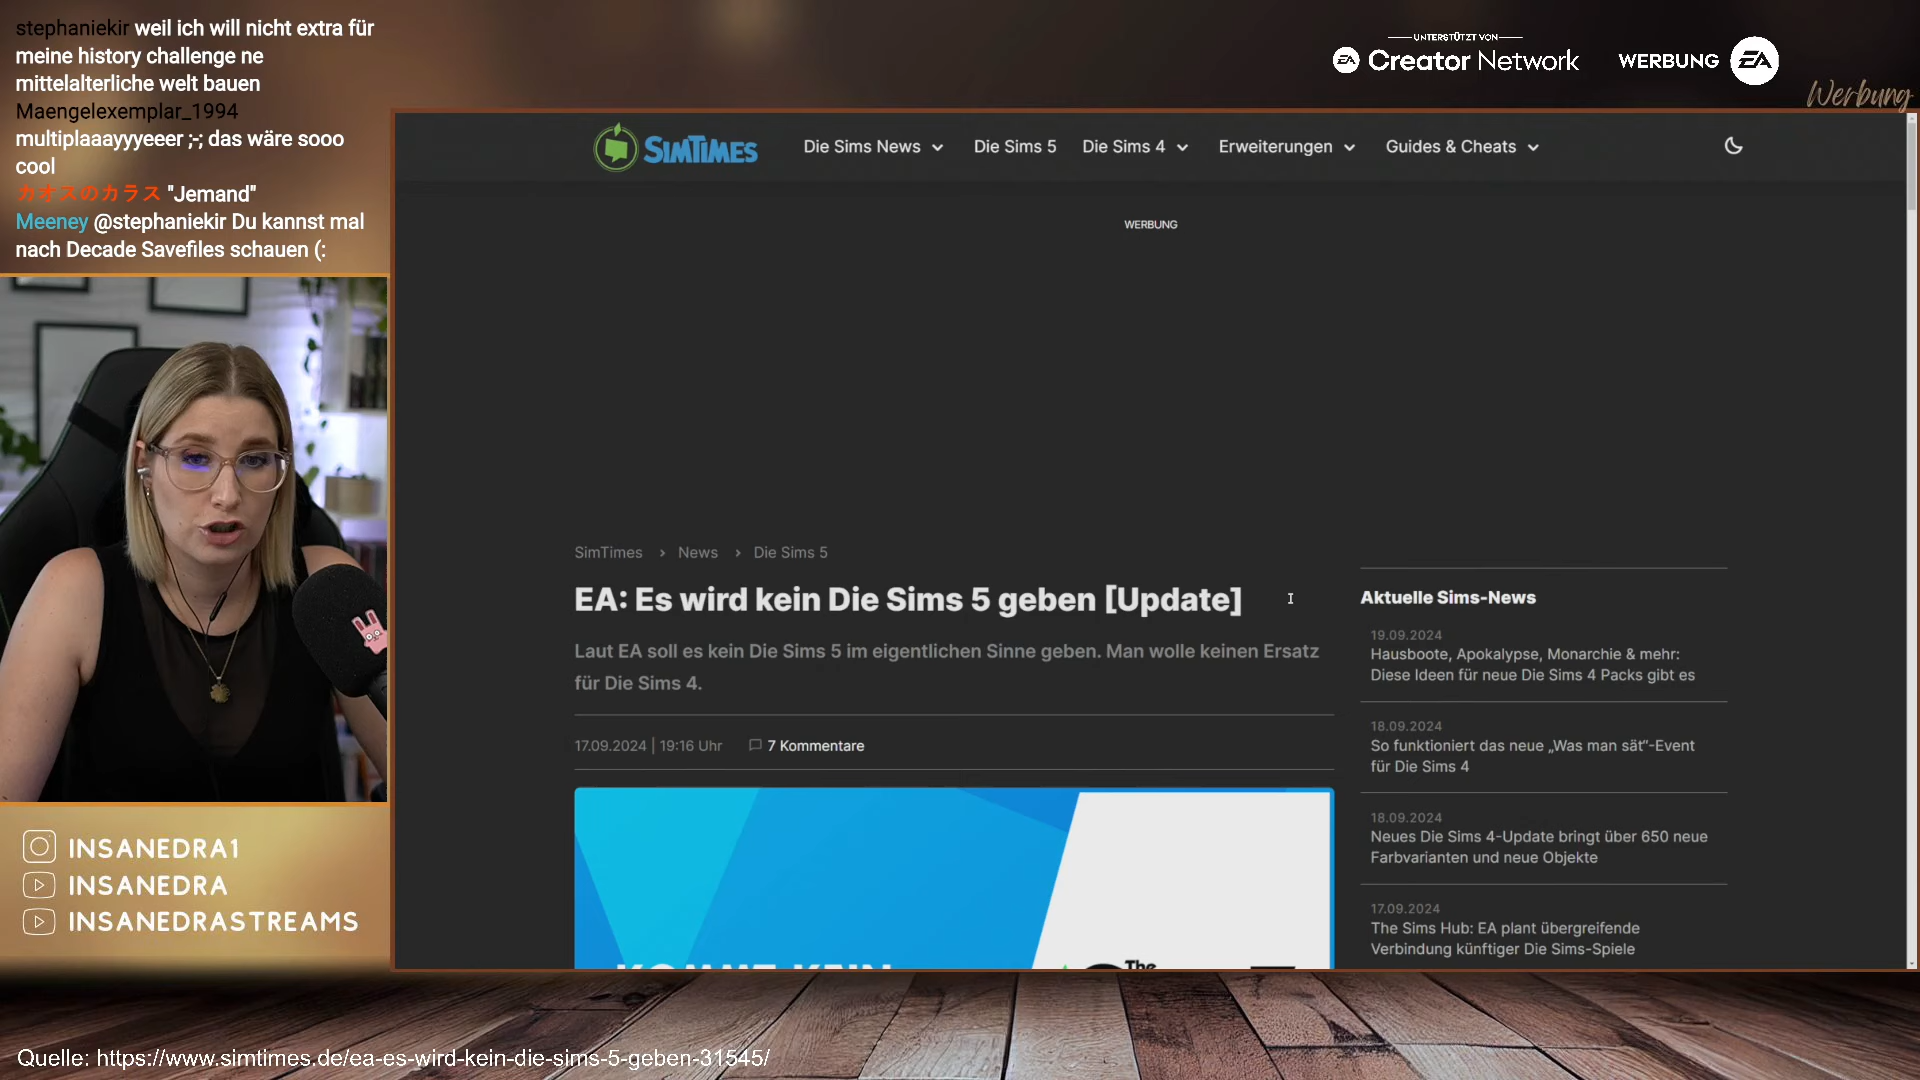 stephaniekir weil ich will nicht extra für
meine history challenge ne
mittelalterliche welt bauen
Maengelexemplar_1994
multiplaaayyyeeer ;-; das wäre sooo
cool
カオスのカラス "Jemand"
Meeney @stephaniekir Du kannst mal
nach Decade Savefiles schauen (:
UNTERSTÜTZT VON
EA Creator Network
WERBUNG EA
Werbung
SIMTIMES
Die Sims News
Die Sims 5
Die Sims 4
Erweiterungen
Guides & Cheats
WERBUNG
SimTimes > News > Die Sims 5
EA: Es wird kein Die Sims 5 geben [Update]
Laut EA soll es kein Die Sims 5 im eigentlichen Sinne geben. Man wolle keinen Ersatz
für Die Sims 4.
17.09.2024 | 19:16 Uhr
7 Kommentare
KOMMT KEIN
The
Aktuelle Sims-News
19.09.2024
Hausboote, Apokalypse, Monarchie & mehr:
Diese Ideen für neue Die Sims 4 Packs gibt es
18.09.2024
So funktioniert das neue „Was man sät"-Event
für Die Sims 4
18.09.2024
Neues Die Sims 4-Update bringt über 650 neue
Farbvarianten und neue Objekte
17.09.2024
The Sims Hub: EA plant übergreifende
Verbindung künftiger Die Sims-Spiele
INSANEDRA1
INSANEDRA
INSANEDRASTREAMS
Quelle: https://www.simtimes.de/ea-es-wird-kein-die-sims-5-geben-31545/